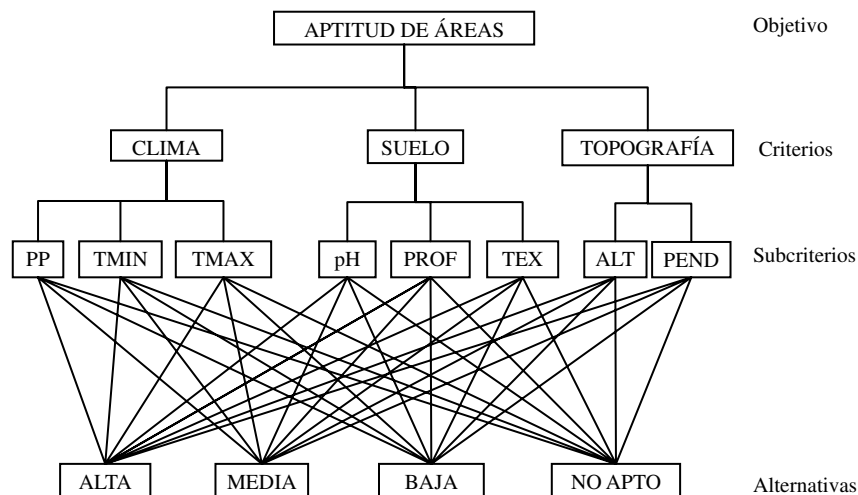 APTITUD DE ÁREAS
Objetivo
CLIMA
SUELO
TOPOGRAFÍA
Criterios
PP
TMIN
TMAX
pH
PROF
TEX
ALT
PEND
Subcriterios
ALTA
MEDIA
BAJA
NO APTO
Alternativas